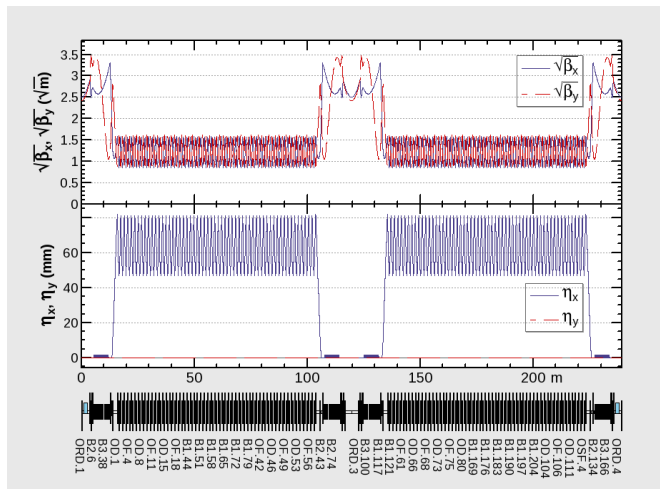 3.5
3
2.5
2
1.5
1
0.5
0
√βx, √βy (√m)
√βx
√βy
60
40
20
0
ηx, ηy (mm)
ηx
ηy
0 50 100 150 200 m
ORD.1
B2.6
B3.38
OD.1
OF.4
OD.8
OF.11
OD.15
OF.18
B1.44
B1.51
B1.58
B1.65
B1.72
B1.79
OF.42
OD.46
OF.49
OD.53
OF.56
B2.43
B2.74
ORD.3
B3.100
B1.117
B1.121
OF.61
OD.66
OF.68
OD.73
OF.75
OD.80
B1.169
B1.176
B1.183
B1.190
B1.197
B1.204
OD.104
OF.106
OD.111
OSF.4
B2.134
B3.166
ORD.4